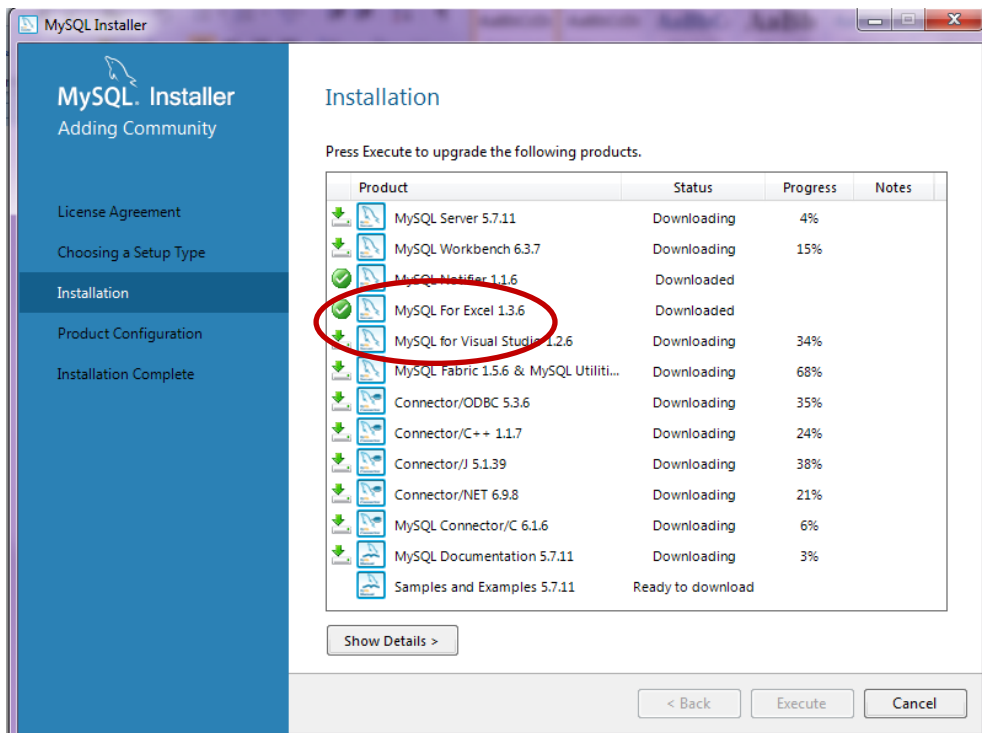 MySQL Installer
MySQL. Installer
Adding Community
License Agreement
Choosing a Setup Type
Installation
Product Configuration
Installation Complete
Installation
Press Execute to upgrade the following products.
Product Status Progress Notes
MySQL Server 5.7.11 Downloading 4%
MySQL Workbench 6.3.7 Downloading 15%
MySQL Notifier 1.1.6 Downloaded
MySQL For Excel 1.3.6 Downloaded
MySQL for Visual Studio 1.2.6 Downloading 34%
MySQL Fabric 1.5.6 & MySQL Utiliti... Downloading 68%
Connector/ODBC 5.3.6 Downloading 35%
Connector/C++ 1.1.7 Downloading 24%
Connector/J 5.1.39 Downloading 38%
Connector/NET 6.9.8 Downloading 21%
MySQL Connector/C 6.1.6 Downloading 6%
MySQL Documentation 5.7.11 Downloading 3%
Samples and Examples 5.7.11 Ready to download
Show Details >
< Back Execute Cancel